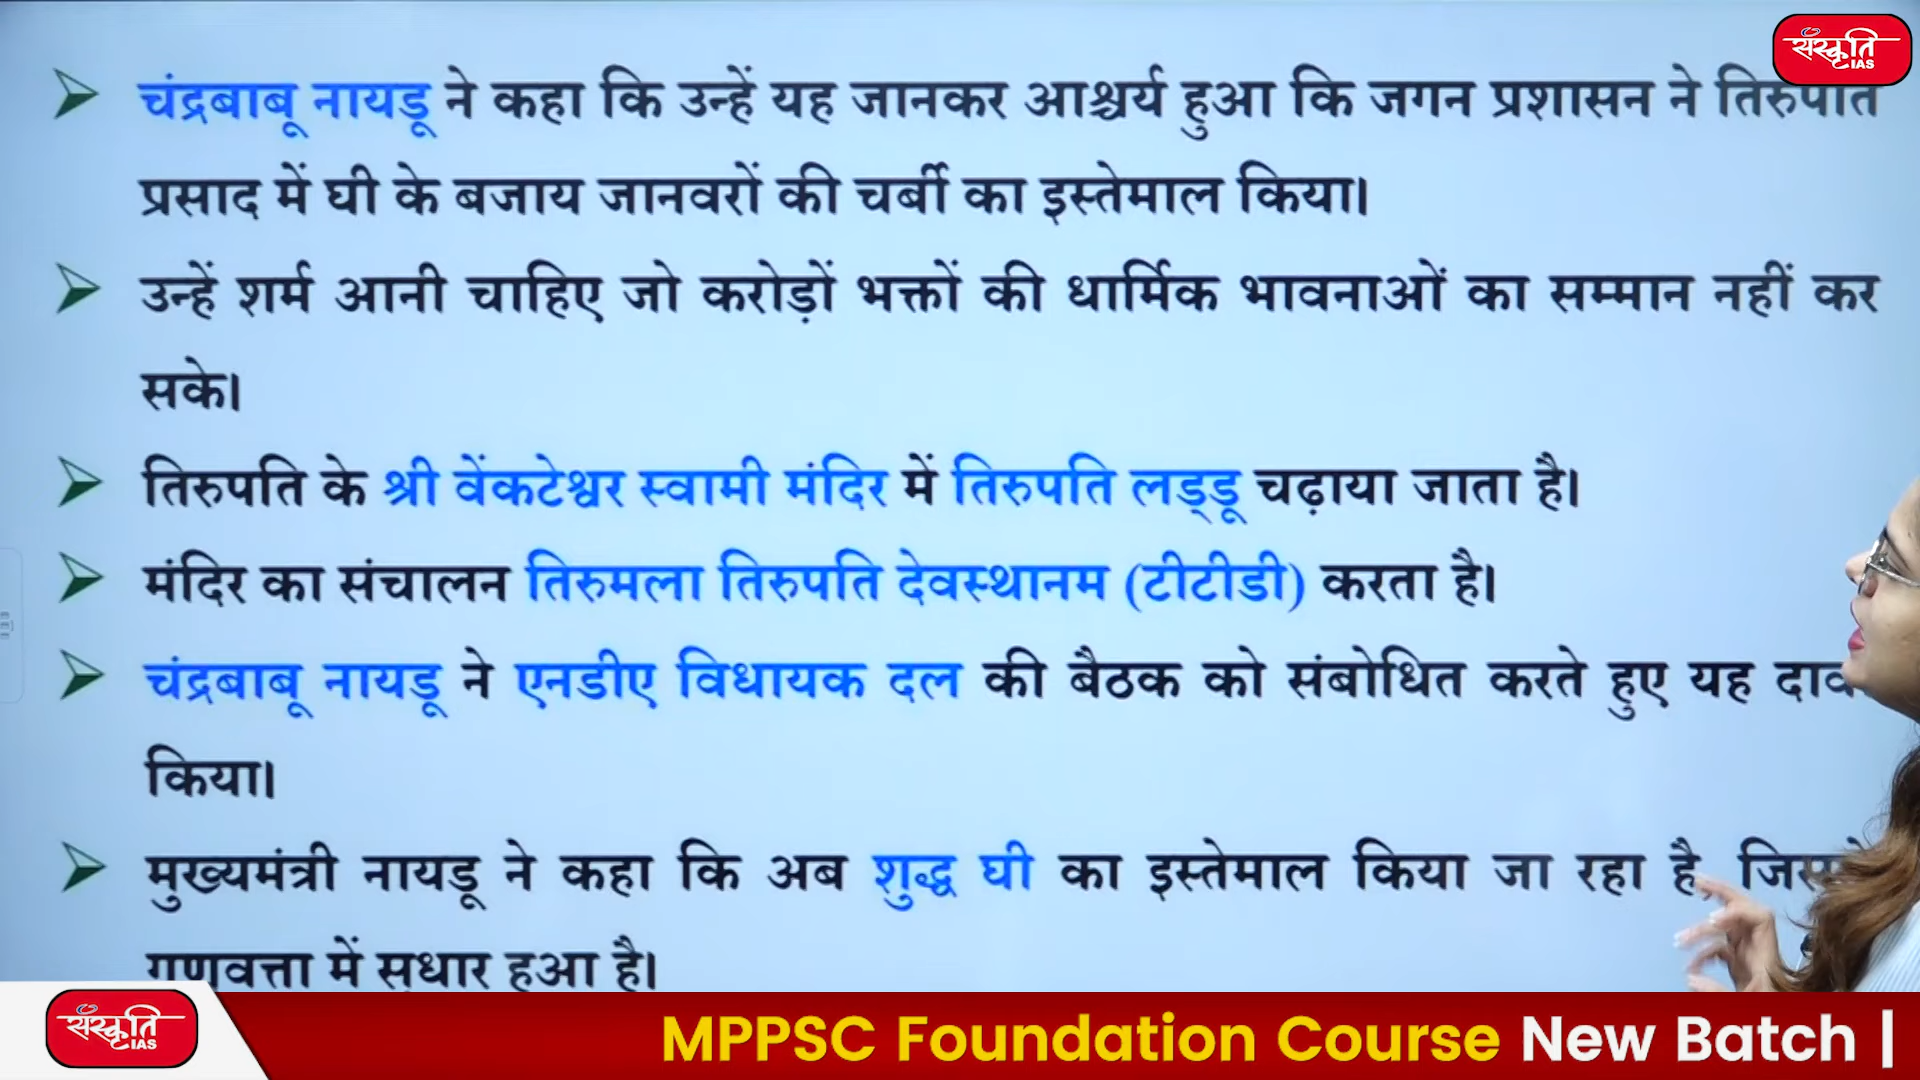 संस्कृति
IAS
चंद्रबाबू नायडू ने कहा कि उन्हें यह जानकर आश्चर्य हुआ कि जगन प्रशासन ने तिरुपति
प्रसाद में घी के बजाय जानवरों की चर्बी का इस्तेमाल किया।
उन्हें शर्म आनी चाहिए जो करोड़ों भक्तों की धार्मिक भावनाओं का सम्मान नहीं कर
सके।
तिरुपति के श्री वेंकटेश्वर स्वामी मंदिर में तिरुपति लड्डू चढ़ाया जाता है।
मंदिर का संचालन तिरुमला तिरुपति देवस्थानम (टीटीडी) करता है।
चंद्रबाबू नायडू ने एनडीए विधायक दल की बैठक को संबोधित करते हुए यह
किया।
मुख्यमंत्री नायडू ने कहा कि अब शुद्ध घी का इस्तेमाल किया जा रहा है,
गुणवत्ता में सुधार हुआ है।
संस्कृति
IAS
MPPSC Foundation Course New Batch |